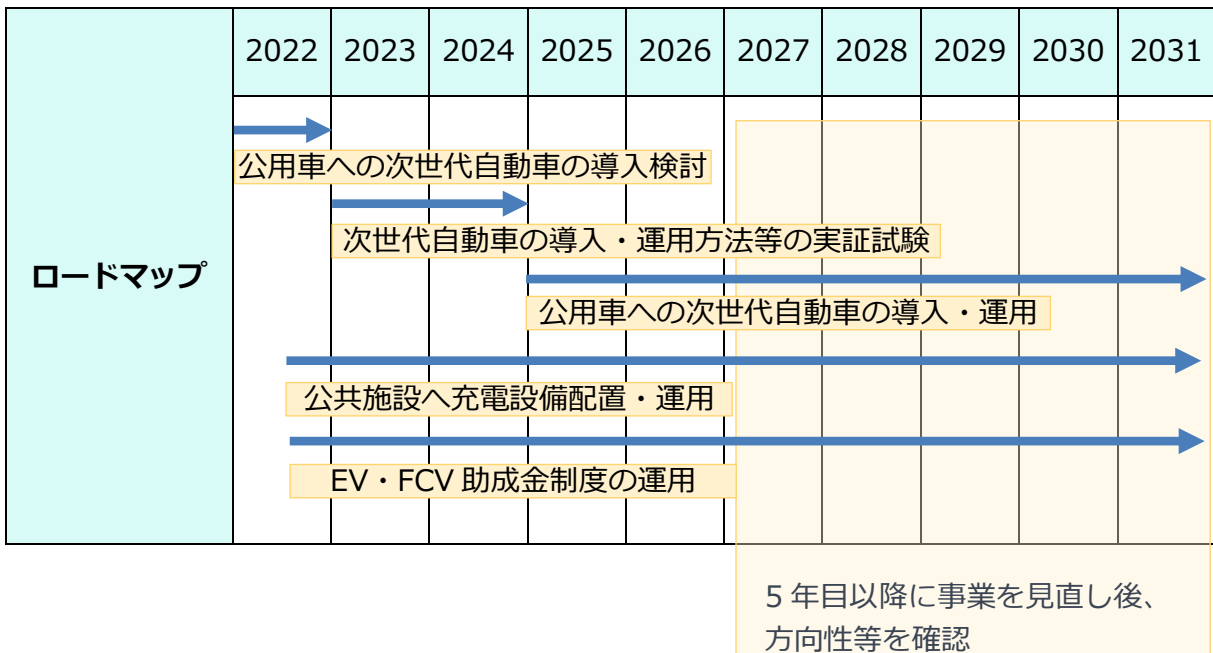 2022 2023 2024 2025 2026 2027 2028 2029 2030 2031
公用車への次世代自動車の導入検討
次世代自動車の導入・運用方法等の実証試験
ロードマップ
公用車への次世代自動車の導入・運用
公共施設へ充電設備配置・運用
EV・FCV 助成金制度の運用
5 年目以降に事業を見直し後、
方向性等を確認